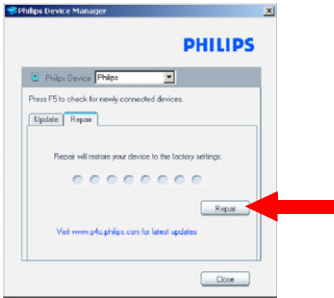 Philips Device Manager
PHILIPS
Philips Device Philips
Press F5 to check for newly connected devices.
Update Repair
Repair will restore your device to the factory settings.
Repair
Visit www.p4c.philips.com for latest updates
Close